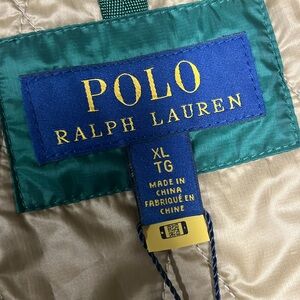 POLO
RALPH LAUREN
XL
TG
MADE IN
CHINA
FABRIQUÉ EN
CHINE